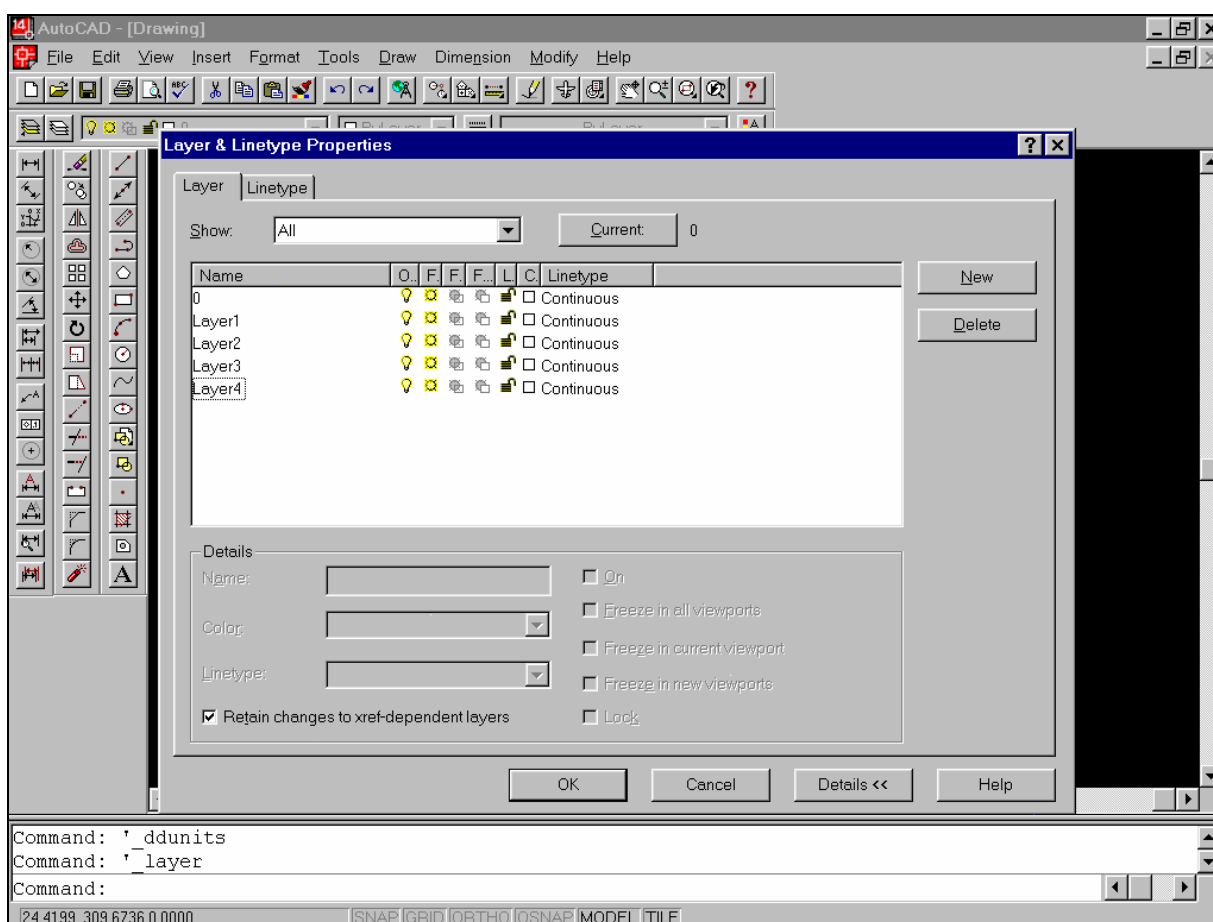 AutoCAD - [Drawing]
File Edit View Insert Format Tools Draw Dimension Modify Help
Layer & Linetype Properties
Layer Linetype
Show: All Current: 0
Name O.. F. F. F... L. C. Linetype
0 Continuous
Layer1 Continuous
Layer2 Continuous
Layer3 Continuous
Layer4 Continuous
New
Delete
Details
Name:
Color:
Linetype:
On
Freeze in all viewports
Freeze in current viewport
Freeze in new viewports
Retain changes to xref-dependent layers Lock
OK Cancel Details << Help
Command: '_ddunits
Command: '_layer
Command:
24.4199, 309.6736,0.0000 SNAP GRID ORTHO OSNAP MODEL TILE